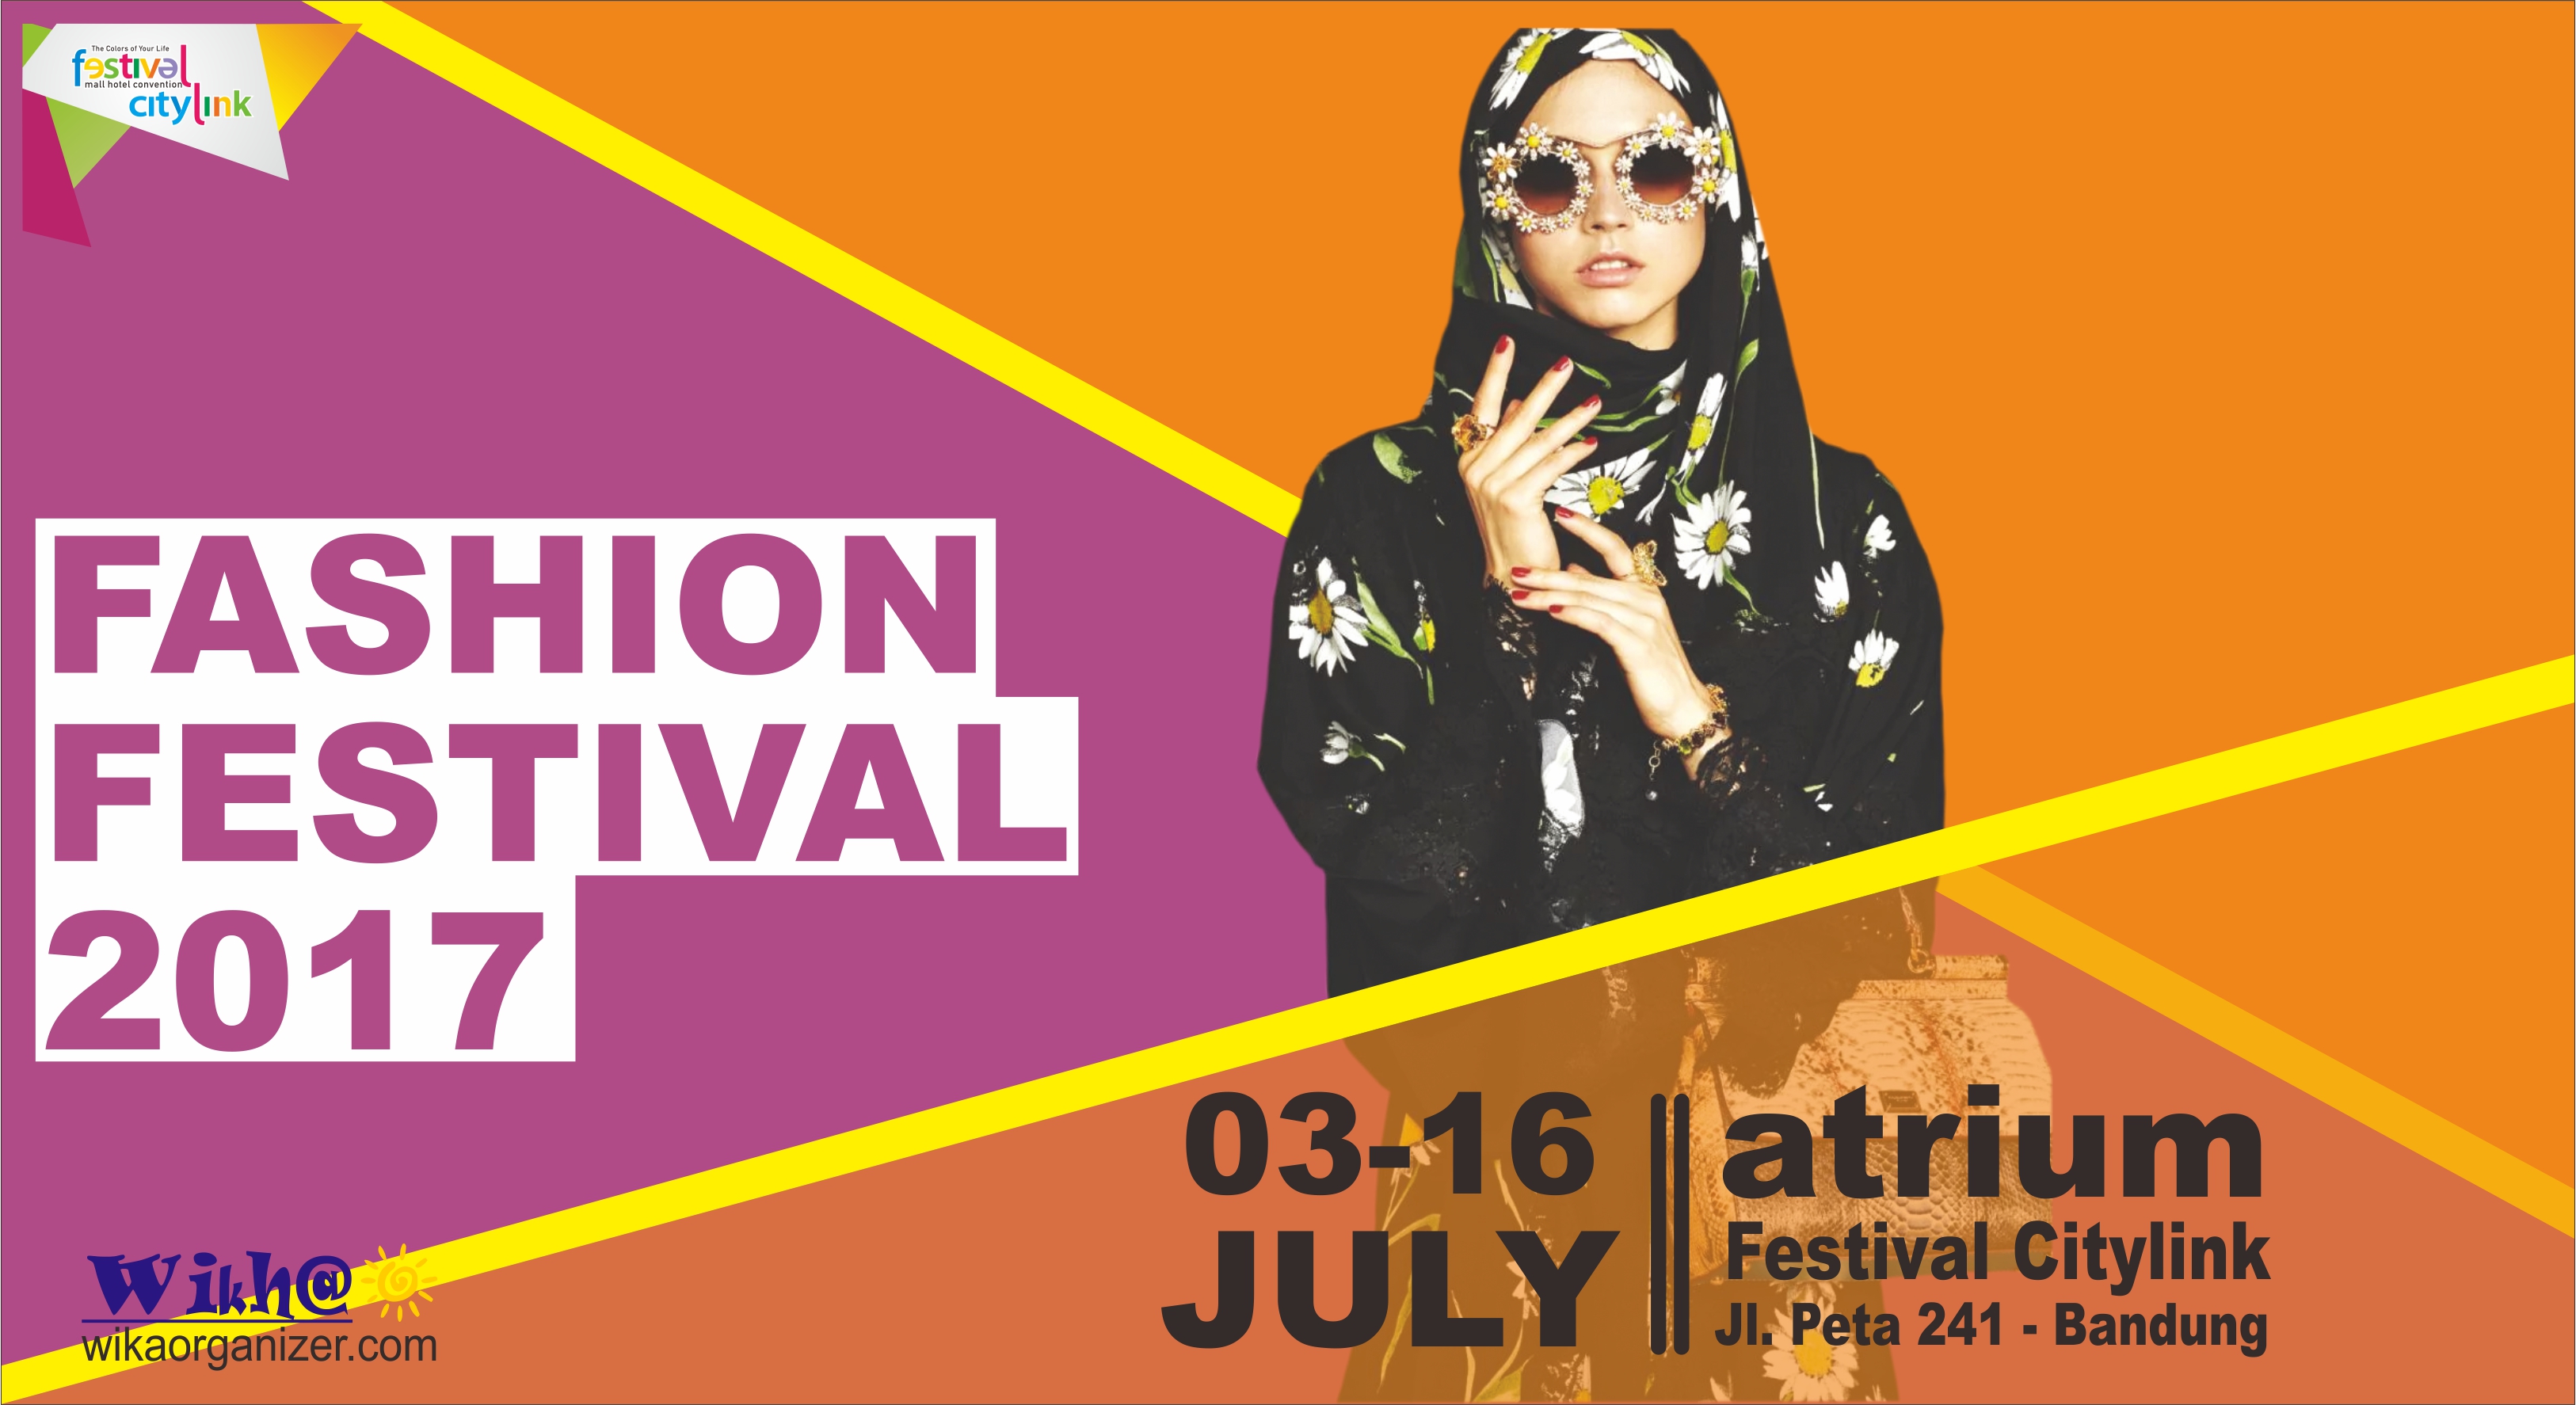 The Colors of Your Life
festival
mall hotel convention
citylink
FASHION
FESTIVAL
2017
03-16
JULY
atrium
Festival Citylink
Jl. Peta 241 - Bandung
Wikh@
wikaorganizer.com